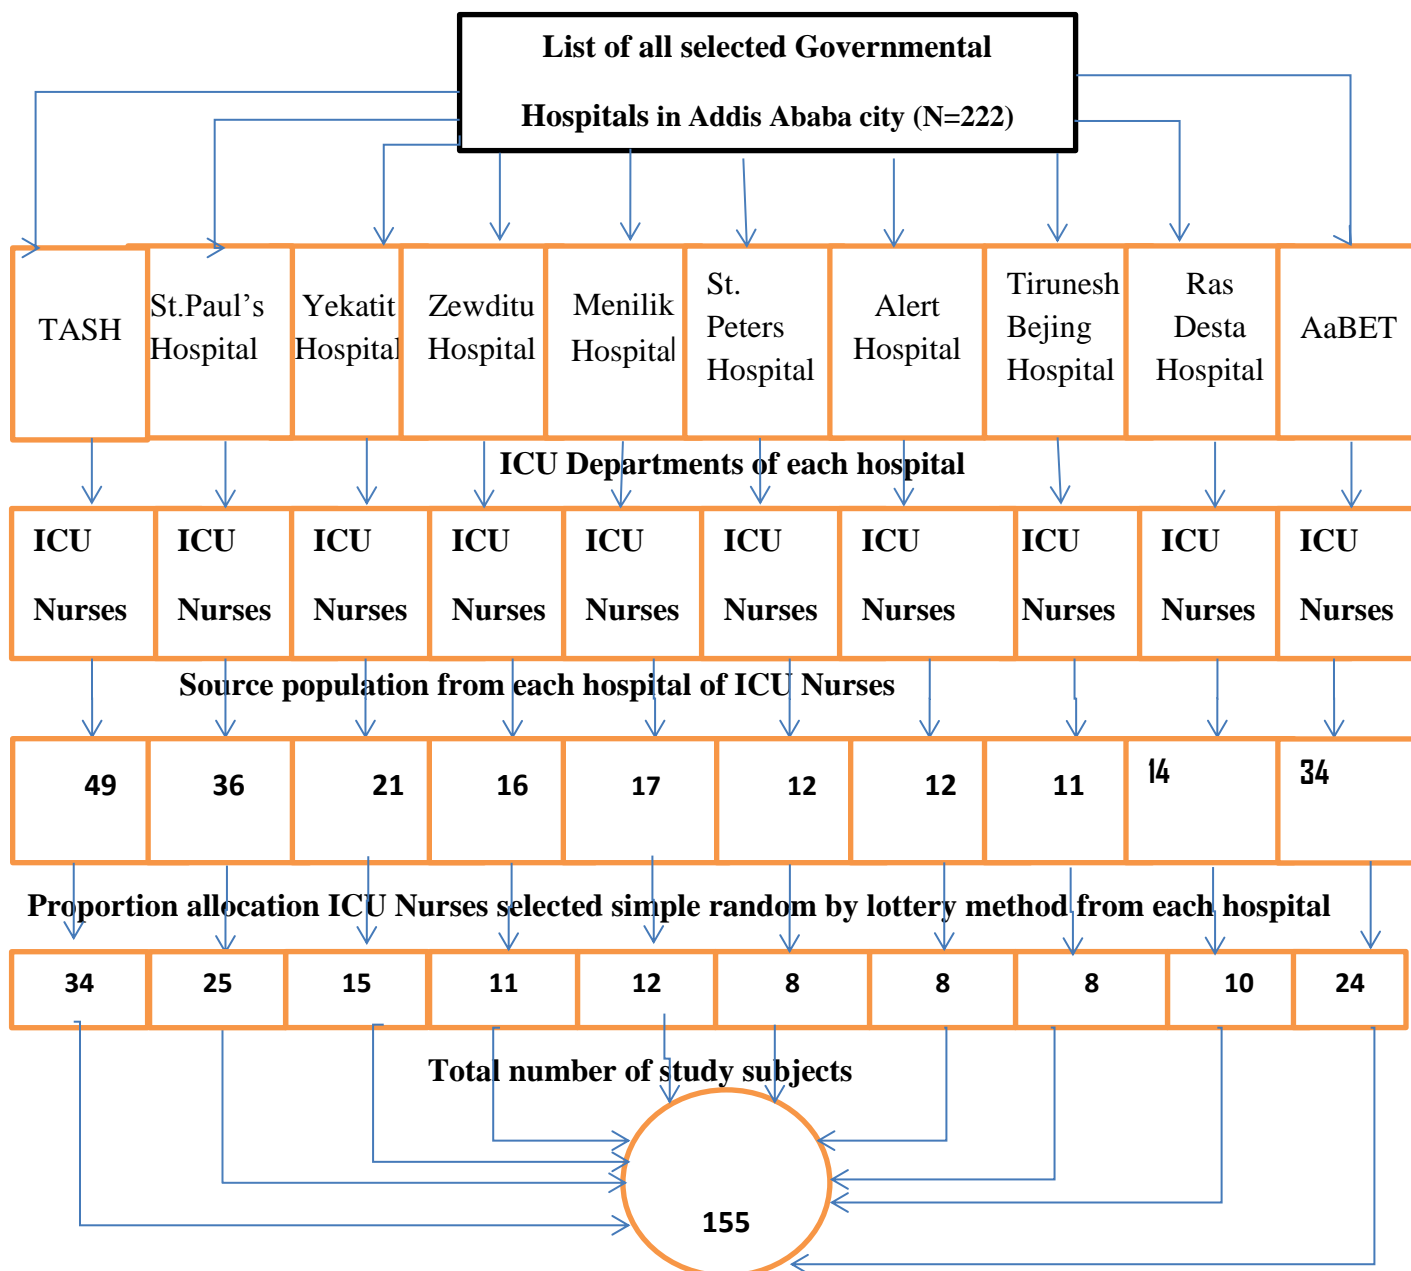 List of all selected Governmental
Hospitals in Addis Ababa city (N=222)
TASH
St.Paul’s
Hospital
Yekatit
Hospital
Zewditu
Hospital
Menilik
Hospital
St.
Peters
Hospital
Alert
Hospital
Tirunesh
Bejing
Hospital
Ras
Desta
Hospital
AaBET
ICU Departments of each hospital
ICU
Nurses
ICU
Nurses
ICU
Nurses
ICU
Nurses
ICU
Nurses
ICU
Nurses
ICU
Nurses
ICU
Nurses
ICU
Nurses
ICU
Nurses
Source population from each hospital of ICU Nurses
49
36
21
16
17
12
12
11
14
34
Proportion allocation ICU Nurses selected simple random by lottery method from each hospital
34
25
15
11
12
8
8
8
10
24
Total number of study subjects
155